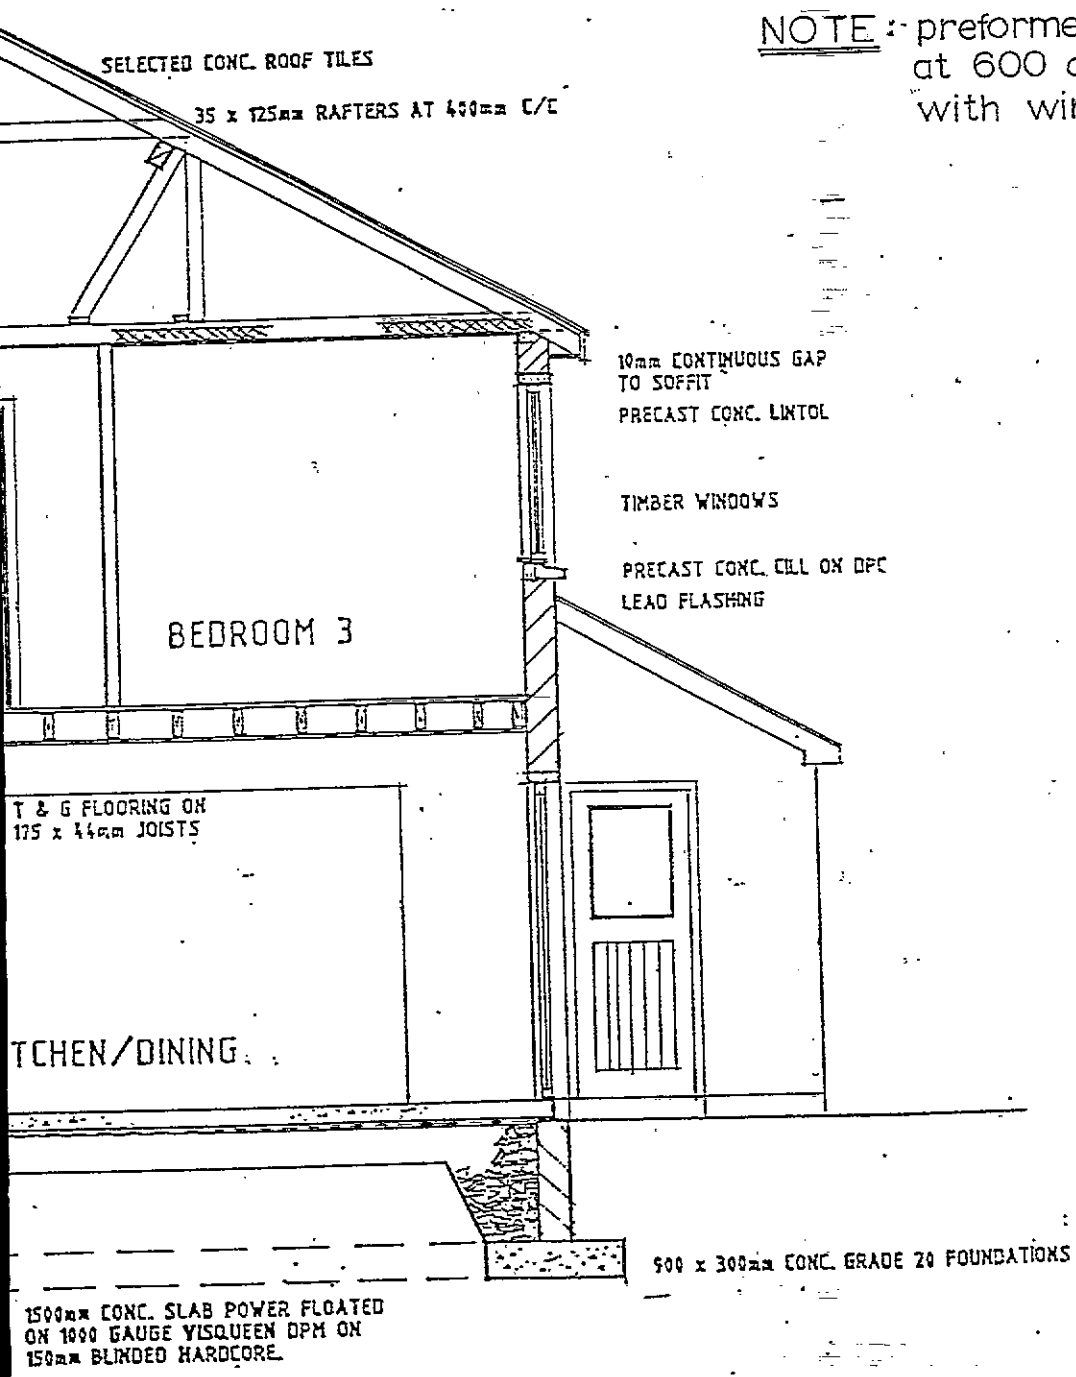 NOTE :- preforme
at 600 c
with wi
SELECTED CONC. ROOF TILES
35 x 125mm RAFTERS AT 400mm C/C
10mm CONTINUOUS GAP
TO SOFFIT
PRECAST CONC. LINTOL
TIMBER WINDOWS
PRECAST CONC. CILL ON DPC
LEAD FLASHING
BEDROOM 3
T & G FLOORING ON
175 x 44mm JOISTS
TCHEN/DINING
900 x 300mm CONC. GRADE 20 FOUNDATIONS
1500mm CONC. SLAB POWER FLOATED
ON 1000 GAUGE VISQUEEN DPM ON
150mm BLINDED HARDCORE.